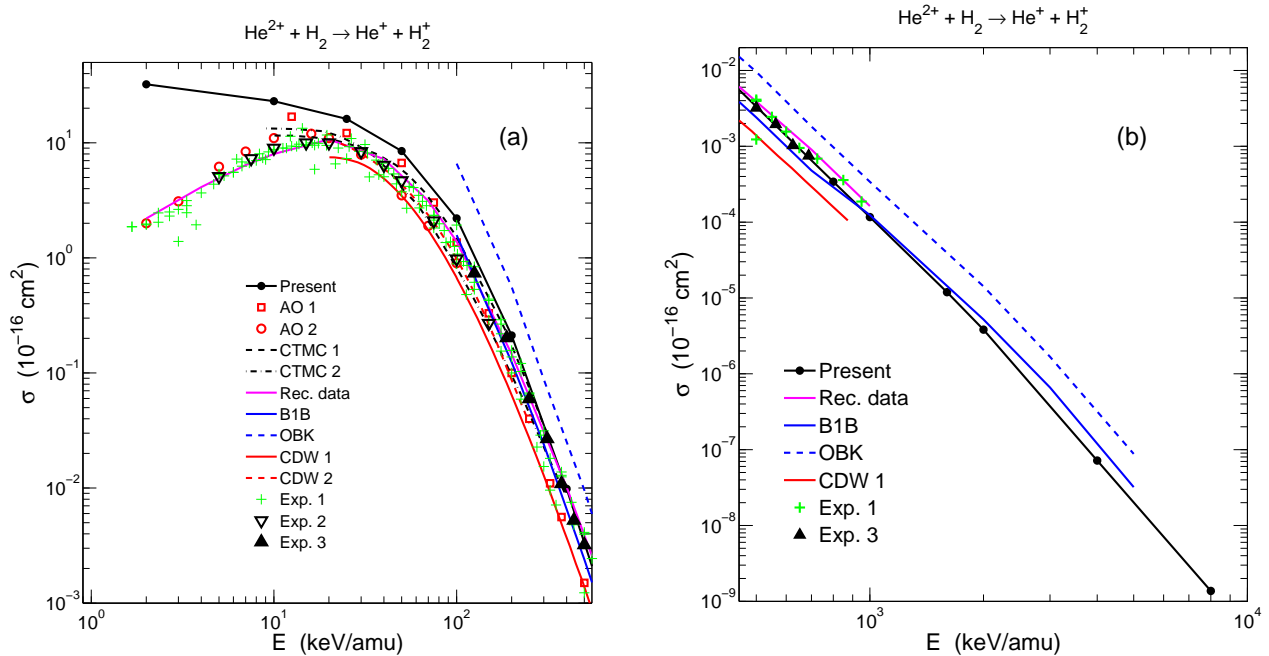 He²⁺ + H₂ → He⁺ + H₂⁺
(a)
10¹
10⁰
10⁻¹
10⁻²
10⁻³
σ (10⁻¹⁶ cm²)
Present
AO 1
AO 2
CTMC 1
CTMC 2
Rec. data
B1B
OBK
CDW 1
CDW 2
Exp. 1
Exp. 2
Exp. 3
10⁰ 10¹ 10²
E (keV/amu)
He²⁺ + H₂ → He⁺ + H₂⁺
(b)
10⁻²
10⁻³
10⁻⁴
10⁻⁵
10⁻⁶
10⁻⁷
10⁻⁸
10⁻⁹
σ (10⁻¹⁶ cm²)
Present
Rec. data
B1B
OBK
CDW 1
Exp. 1
Exp. 3
10³ 10⁴
E (keV/amu)